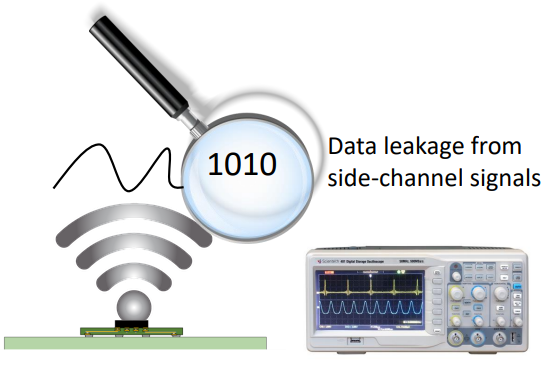 1010
Data leakage from
side-channel signals